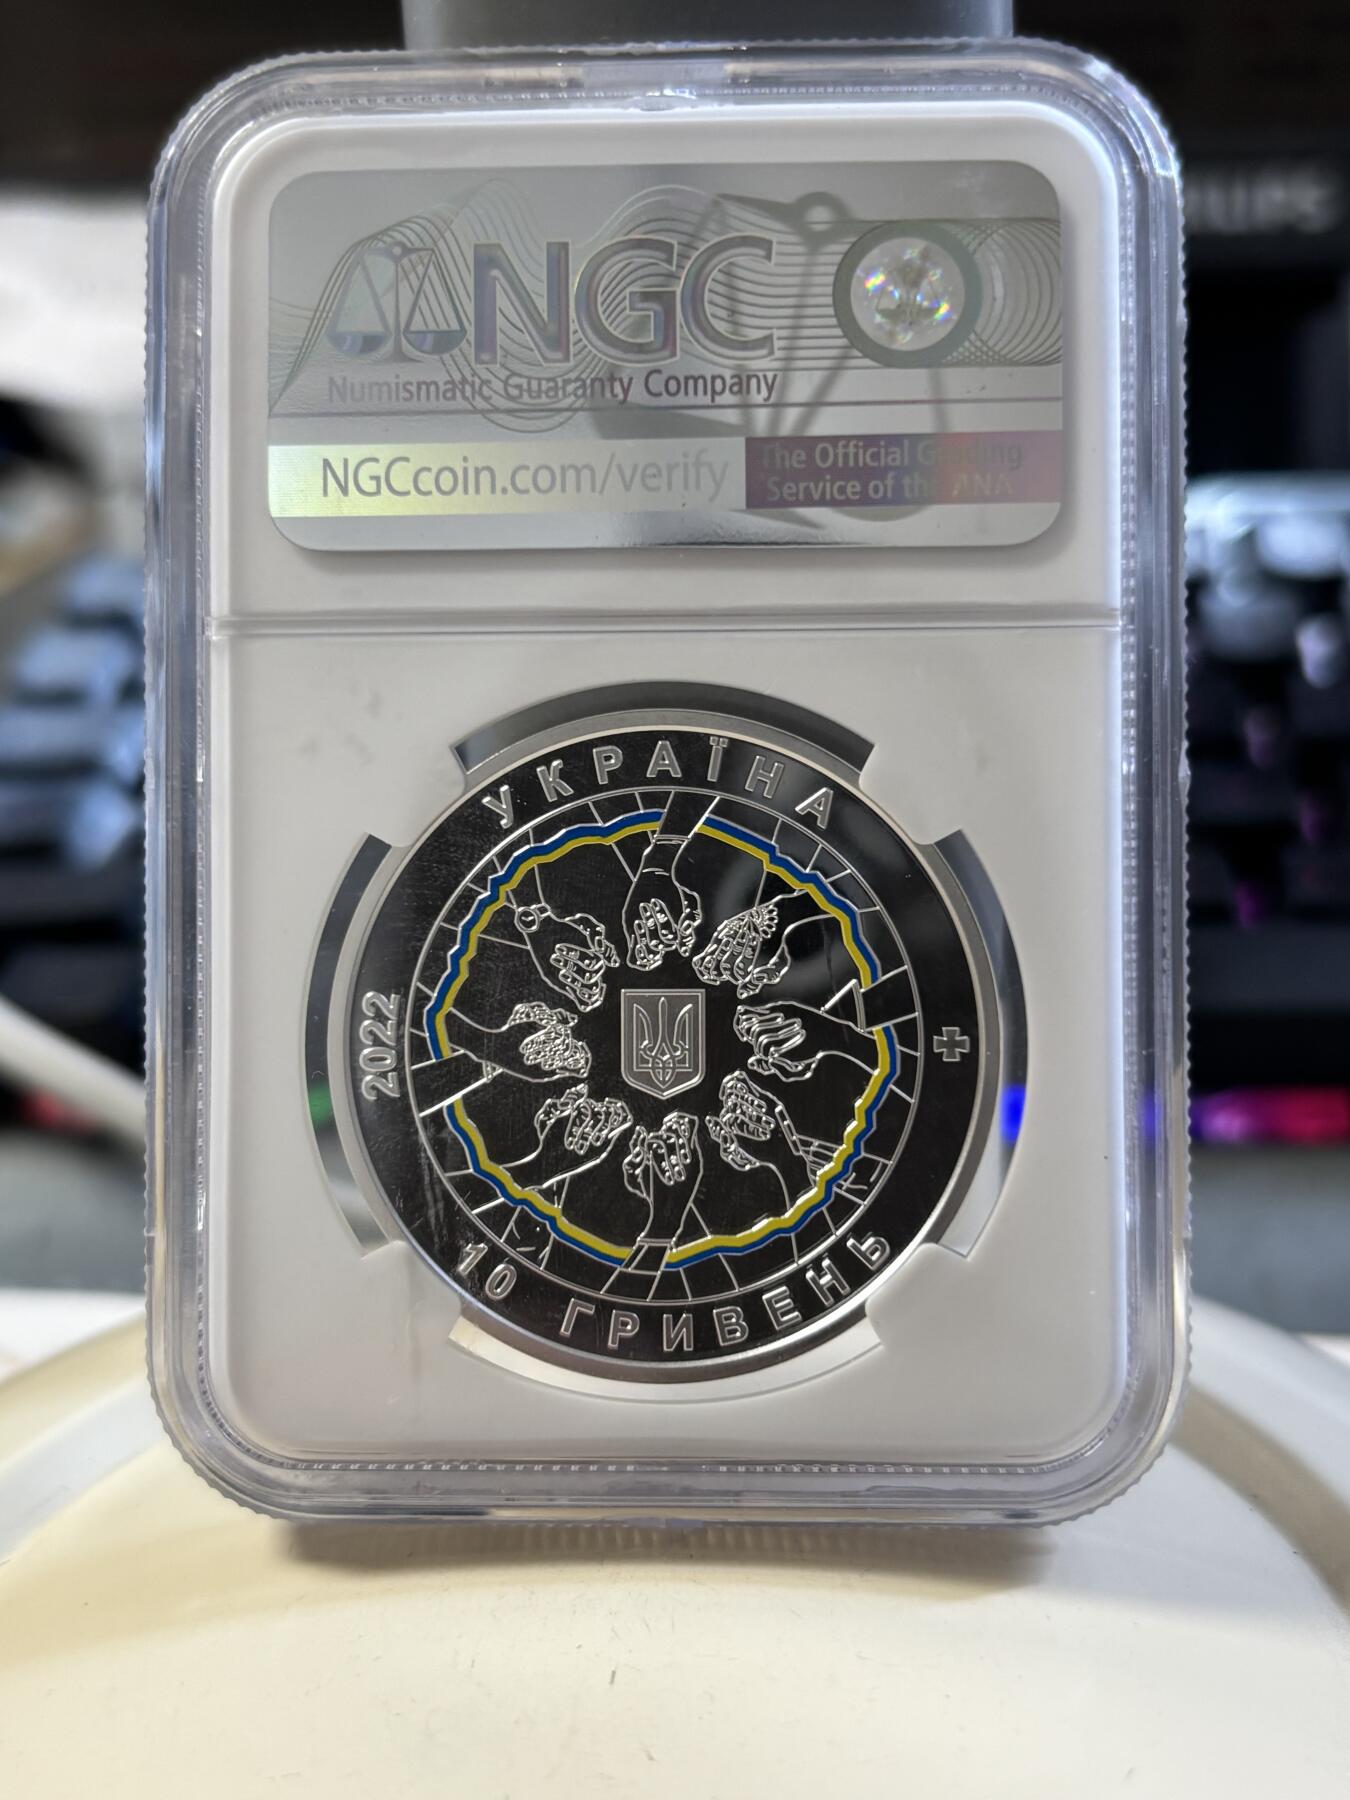 NGC
Numismatic Guaranty Company
NGCcoin.com/verify
The Official Grading
Service of the ANA
УКРАЇНА
2022
10 ГРИВЕНЬ